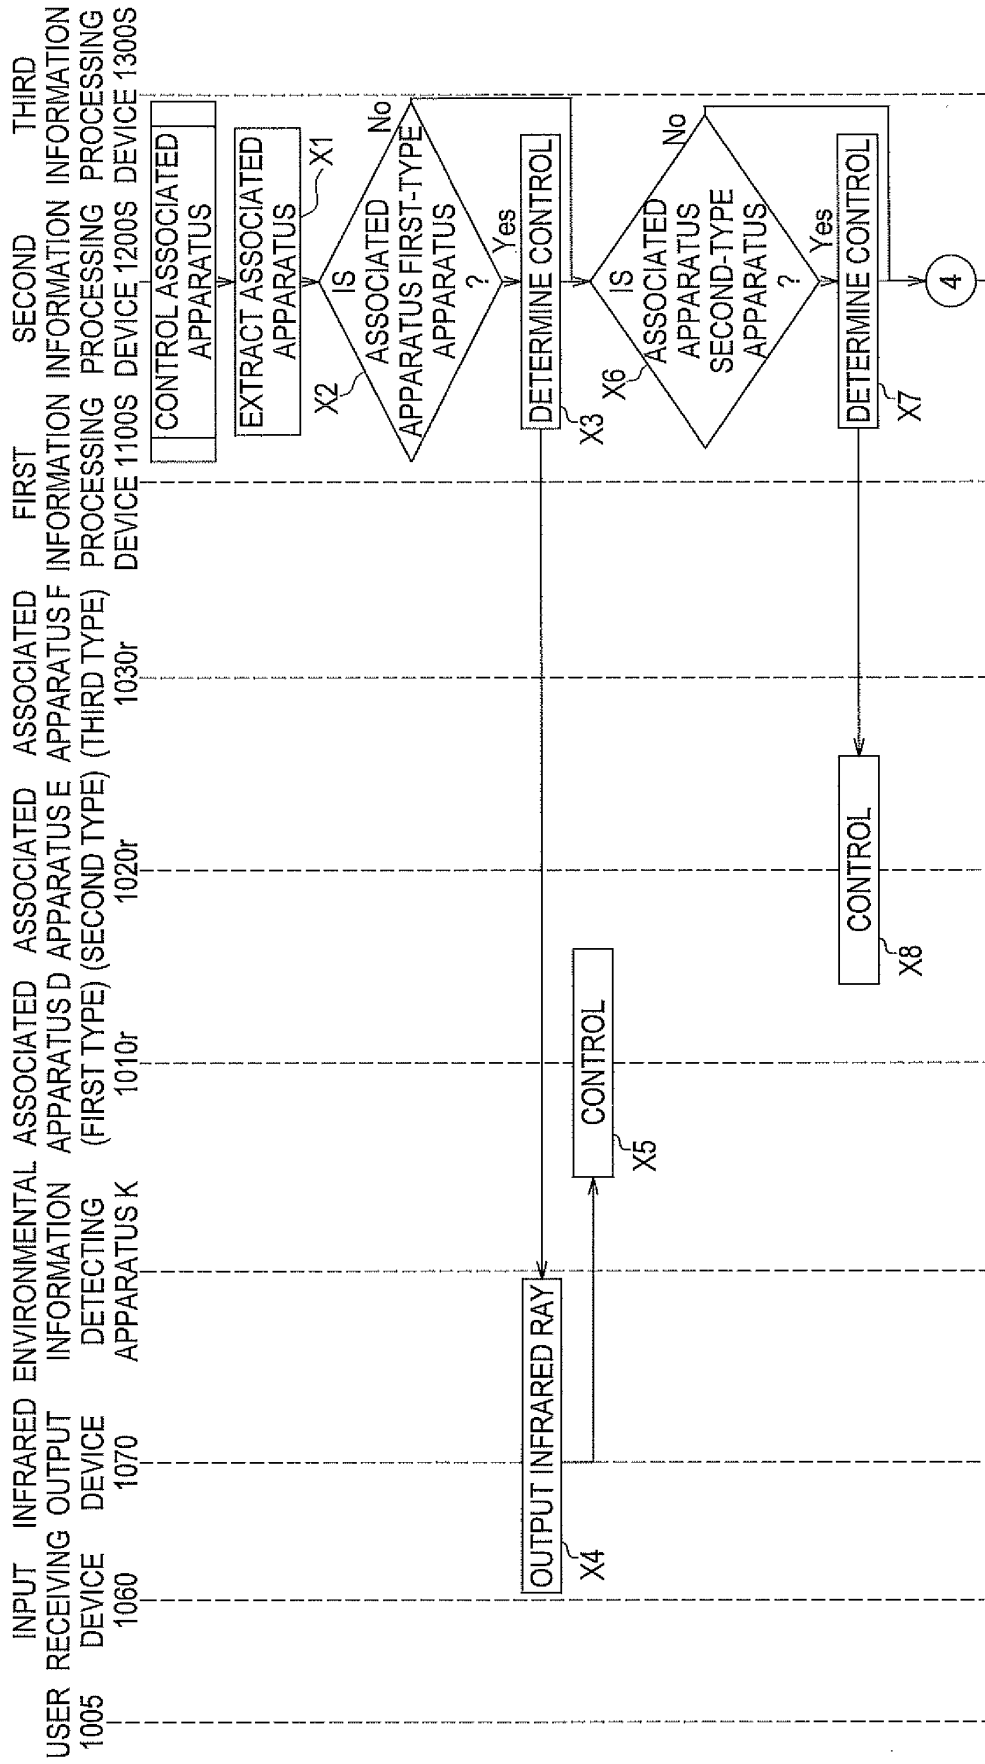 USER
1005
INPUT
RECEIVING
DEVICE
1060
INFRARED
OUTPUT
DEVICE
1070
ENVIRONMENTAL
INFORMATION
DETECTING
APPARATUS K
ASSOCIATED
APPARATUS D
(FIRST TYPE)
1010r
ASSOCIATED
APPARATUS E
(SECOND TYPE)
1020r
ASSOCIATED
APPARATUS F
(THIRD TYPE)
1030r
FIRST
INFORMATION
PROCESSING
DEVICE 1100S
SECOND
INFORMATION
PROCESSING
DEVICE 1200S
THIRD
INFORMATION
PROCESSING
DEVICE 1300S
CONTROL ASSOCIATED
APPARATUS
EXTRACT ASSOCIATED
APPARATUS
X1
IS
ASSOCIATED
APPARATUS FIRST-TYPE
APPARATUS
?
X2
No
Yes
DETERMINE CONTROL
X3
OUTPUT INFRARED RAY
X4
CONTROL
X5
IS
ASSOCIATED
APPARATUS
SECOND-TYPE
APPARATUS
?
X6
No
Yes
DETERMINE CONTROL
X7
CONTROL
X8
4